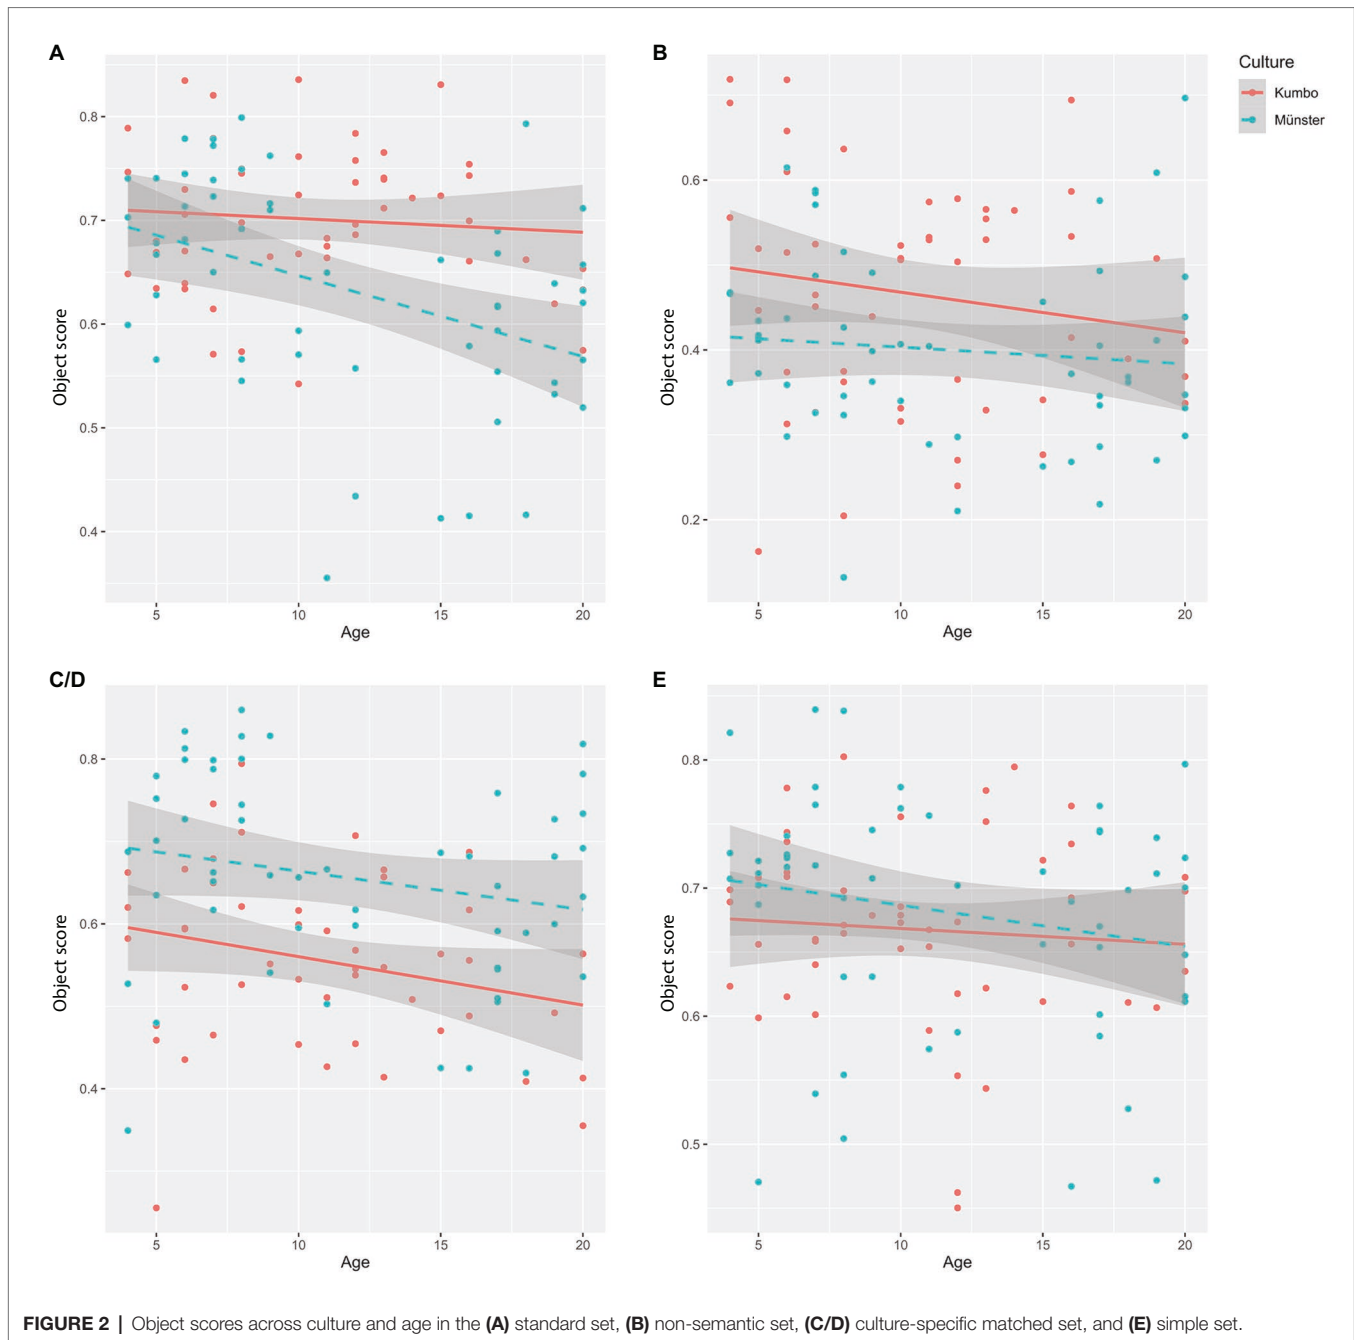 A
B
Culture
Kumbo
Münster
0.8
0.7
0.6
0.5
0.4
Object score
5
10
15
20
Age
0.6
0.4
0.2
Object score
5
10
15
20
Age
C/D
E
0.8
0.6
0.4
Object score
5
10
15
20
Age
0.8
0.7
0.6
0.5
Object score
5
10
15
20
Age
FIGURE 2 | Object scores across culture and age in the (A) standard set, (B) non-semantic set, (C/D) culture-specific matched set, and (E) simple set.